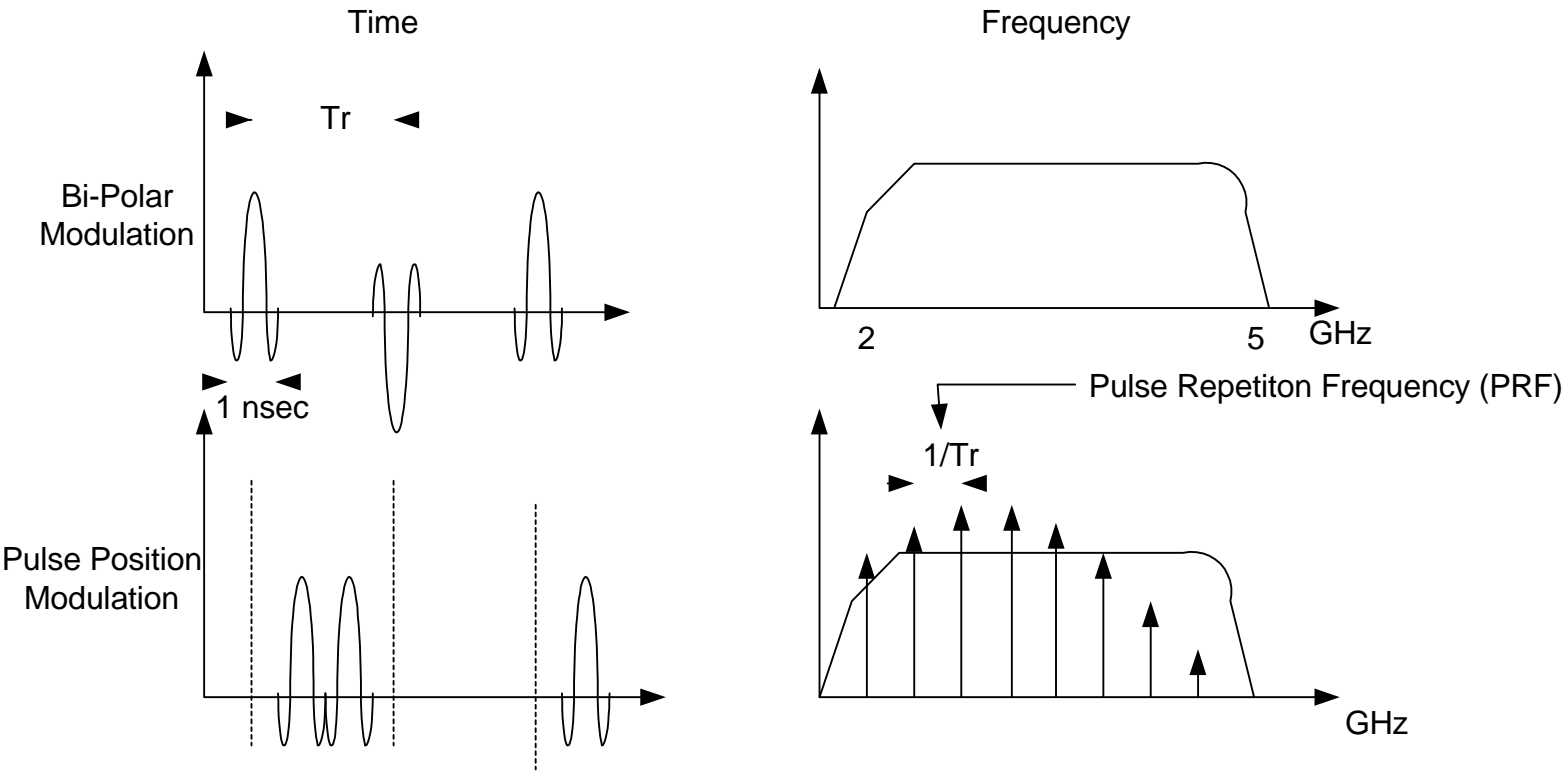 Time
Frequency
Tr
Bi-Polar
Modulation
2
5
GHz
1 nsec
Pulse Repetiton Frequency (PRF)
1/Tr
Pulse Position
Modulation
GHz